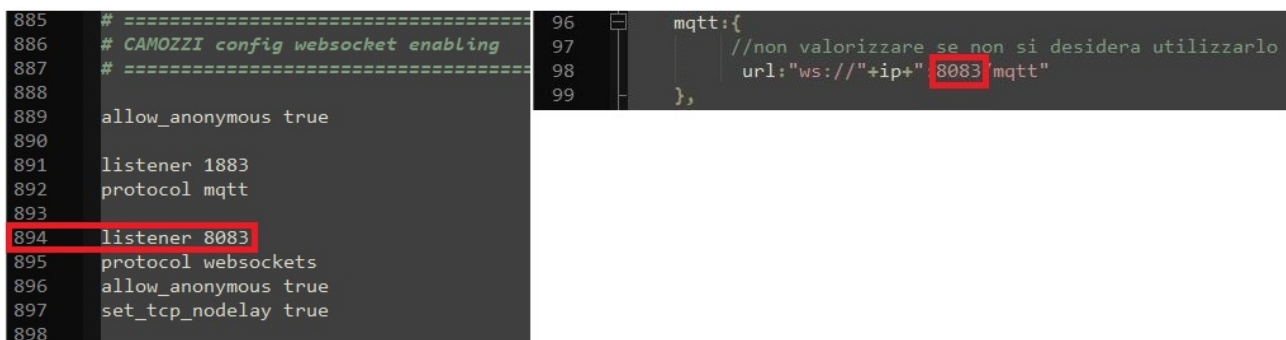 885 # ===================================
886 # CAMOZZI config websocket enabling
887 # ===================================
888
889 allow_anonymous true
890
891 listener 1883
892 protocol mqtt
893
894 listener 8083
895 protocol websockets
896 allow_anonymous true
897 set_tcp_nodelay true
898
96 mqtt:{
97 //non valorizzare se non si desidera utilizzarlo
98 url:"ws://"+ip+":8083/mqtt"
99 },